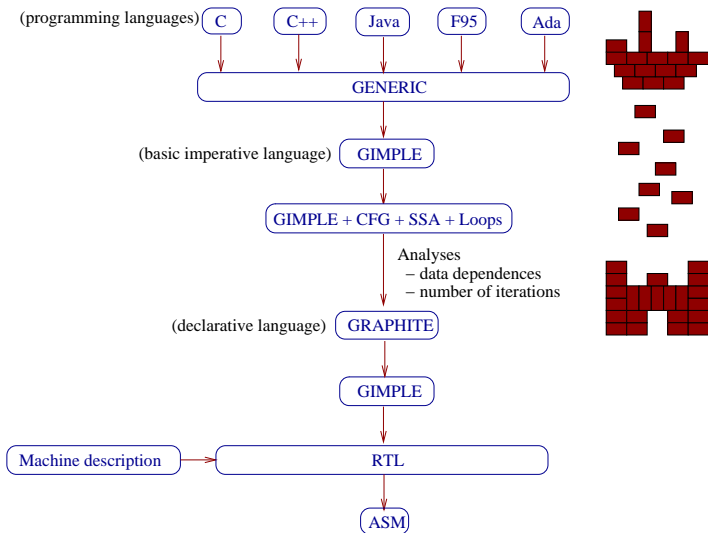 (programming languages) C C++ Java F95 Ada
GENERIC
(basic imperative language) GIMPLE
GIMPLE + CFG + SSA + Loops
Analyses
– data dependences
– number of iterations
(declarative language) GRAPHITE
GIMPLE
Machine description RTL
ASM